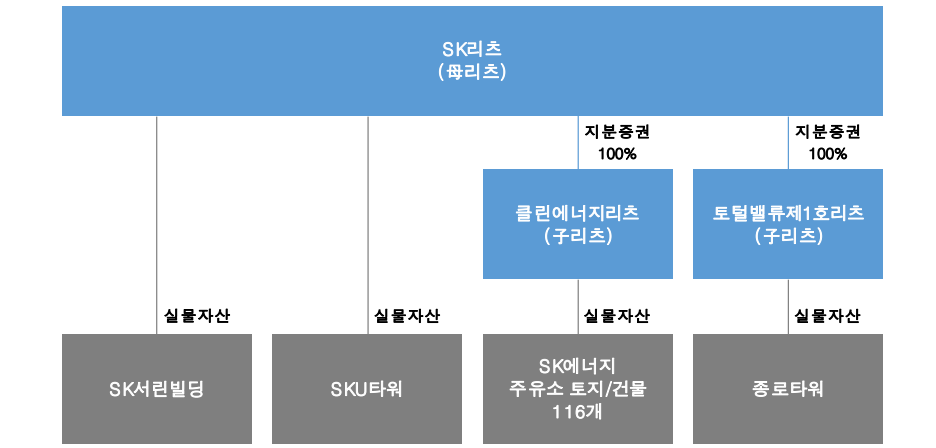 SK리츠
(母리츠)
지분증권
100%
지분증권
100%
클린에너지리츠
(子리츠)
토털밸류제1호리츠
(子리츠)
실물자산
실물자산
실물자산
실물자산
SK서린빌딩
SKU타워
SK에너지
주유소 토지/건물
116개
종로타워